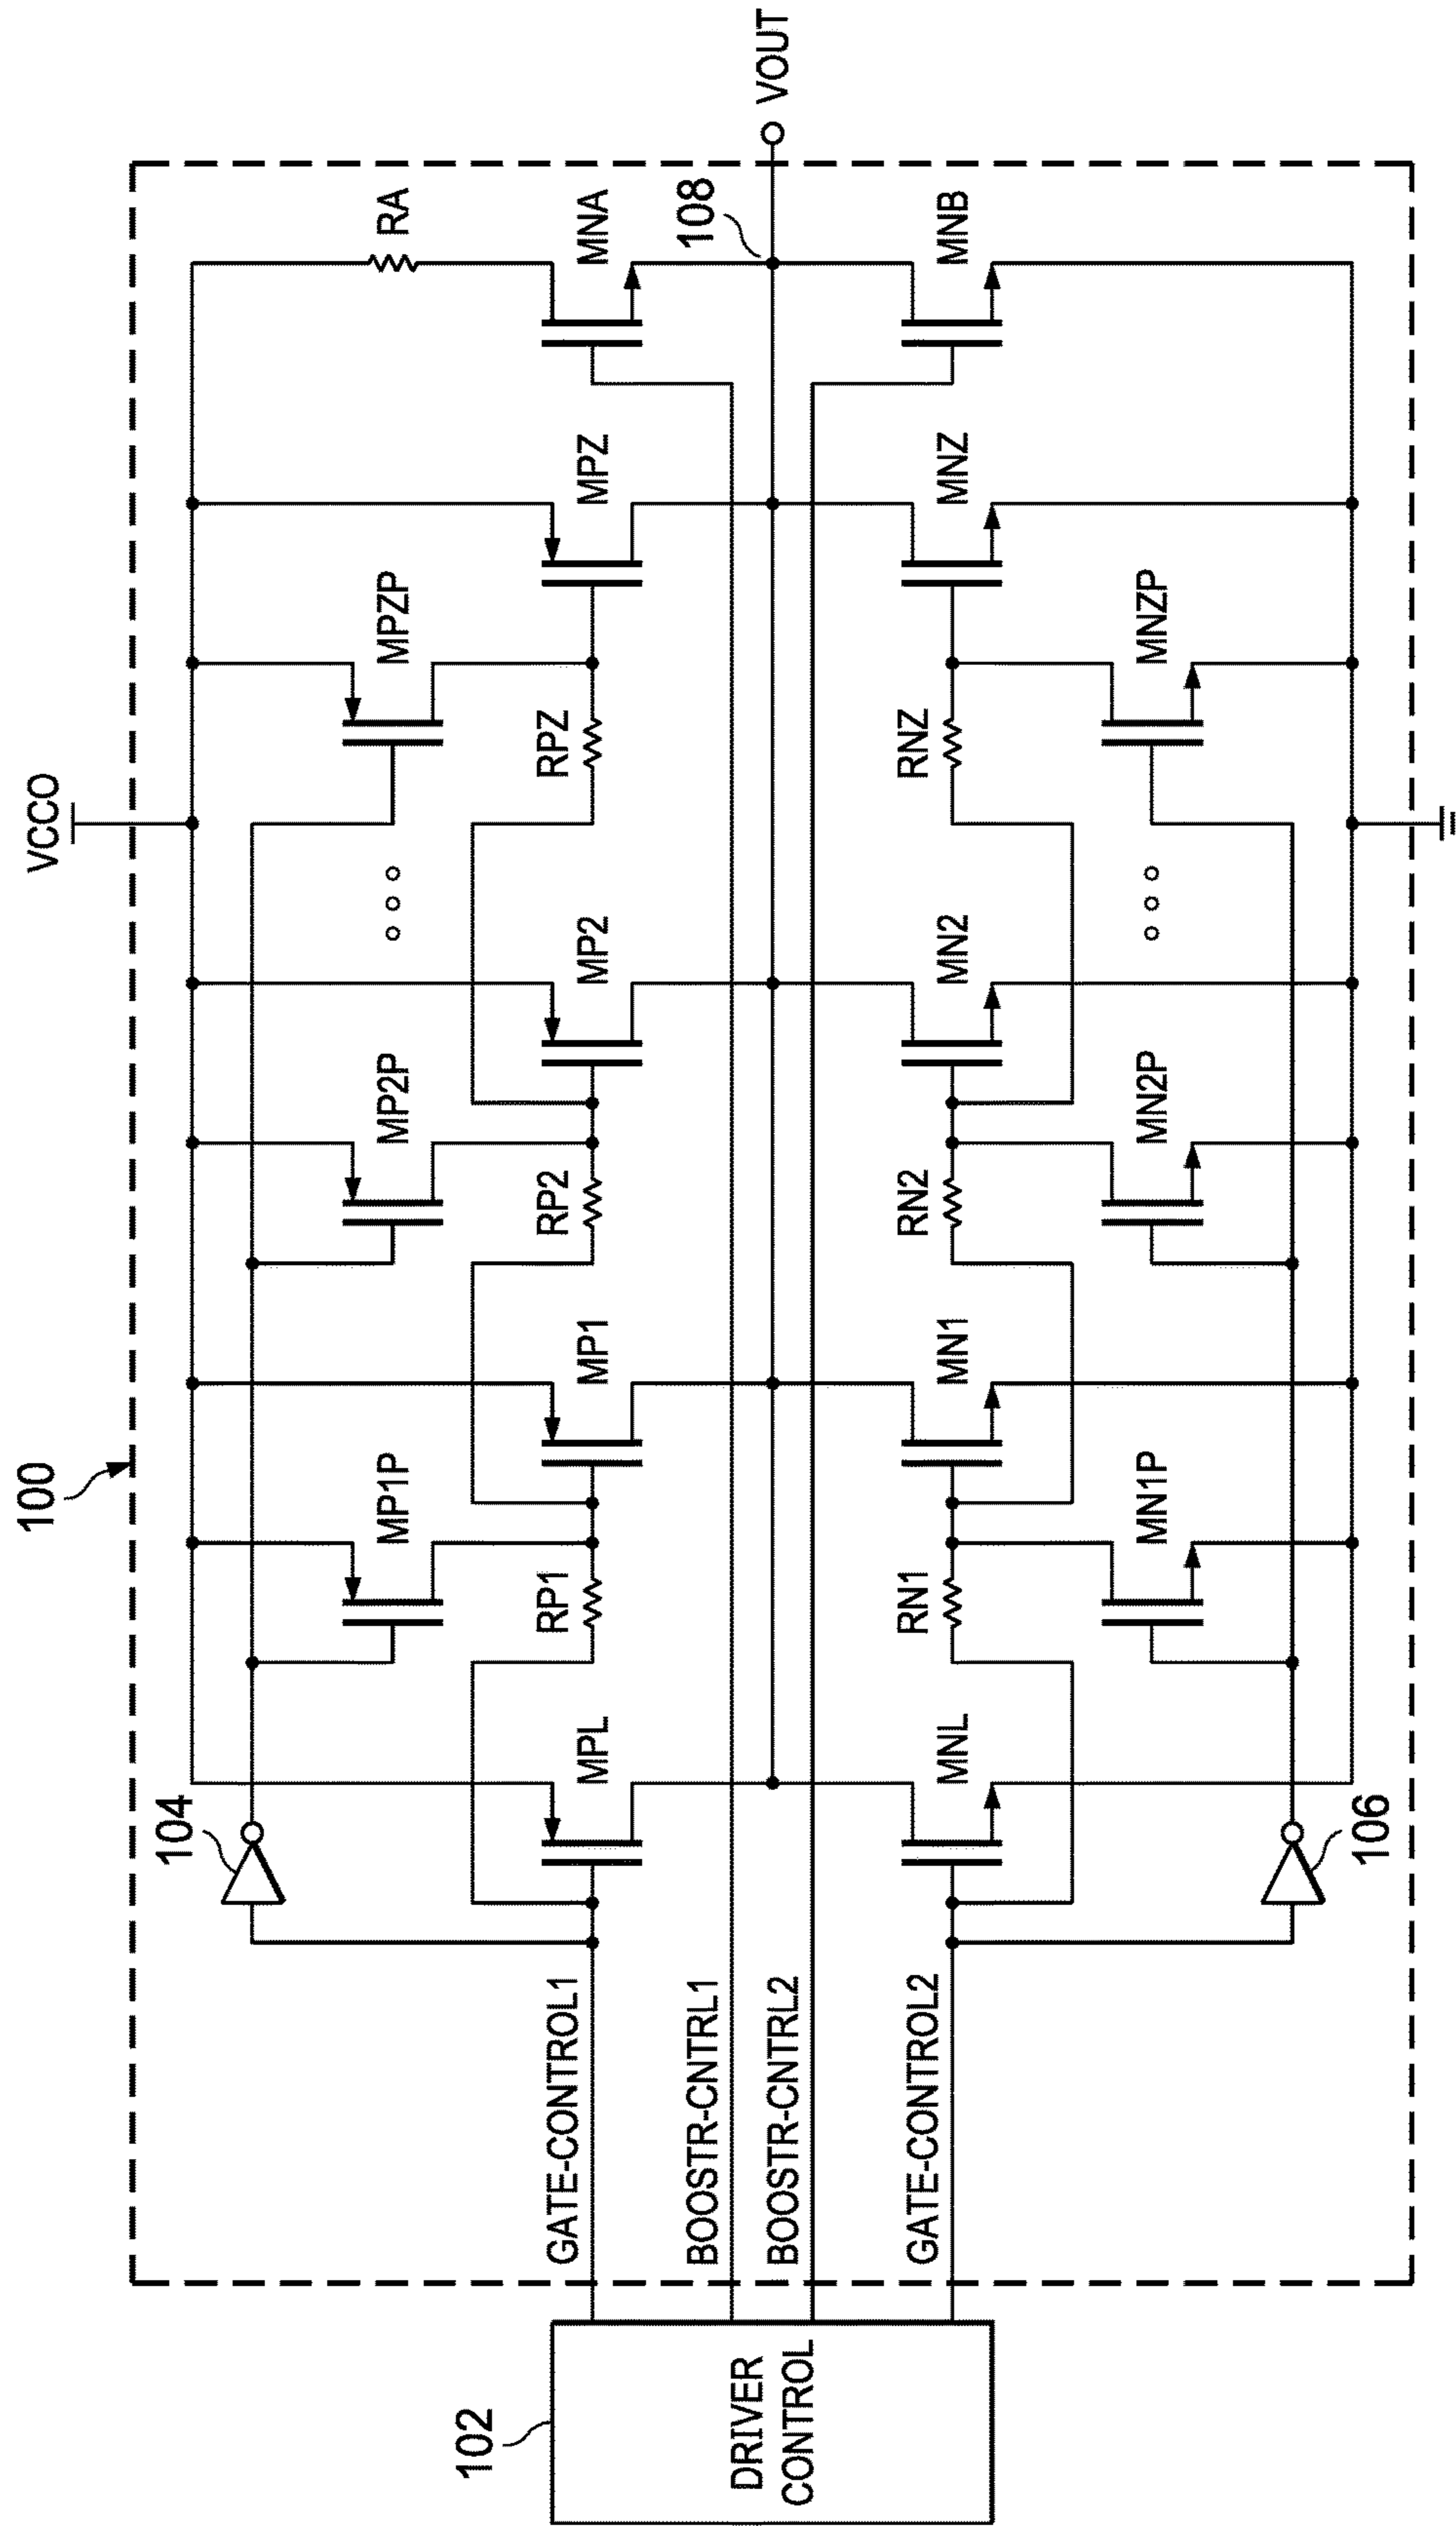 100
VCCO
RA
MP1P
MP2P
MPZP
104
MPL
MP1
MP2
MPZ
MNA
RP1
RP2
RPZ
GATE-CONTROL1
108
VOUT
102
DRIVER
CONTROL
BOOSTR-CNTRL1
BOOSTR-CNTRL2
GATE-CONTROL2
MNL
MN1
MN2
MNZ
MNB
RN1
RN2
RNZ
MN1P
MN2P
MNZP
106